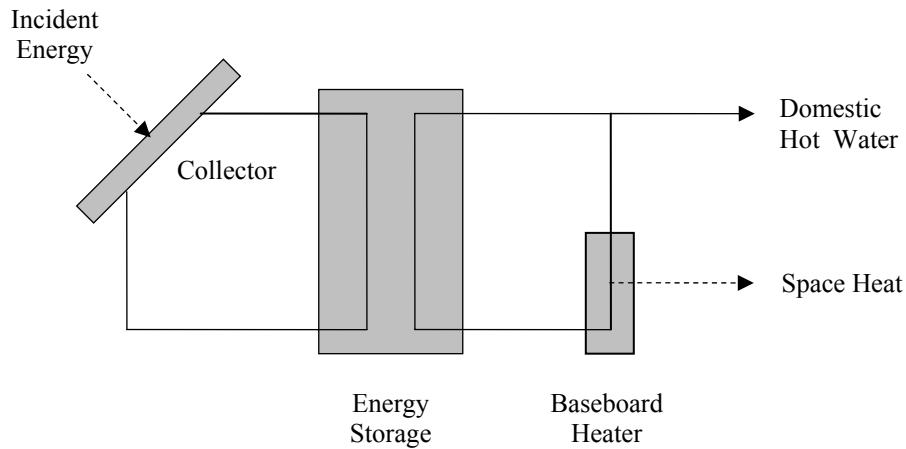 Incident
Energy
Collector
Domestic
Hot Water
Space Heat
Energy
Storage
Baseboard
Heater